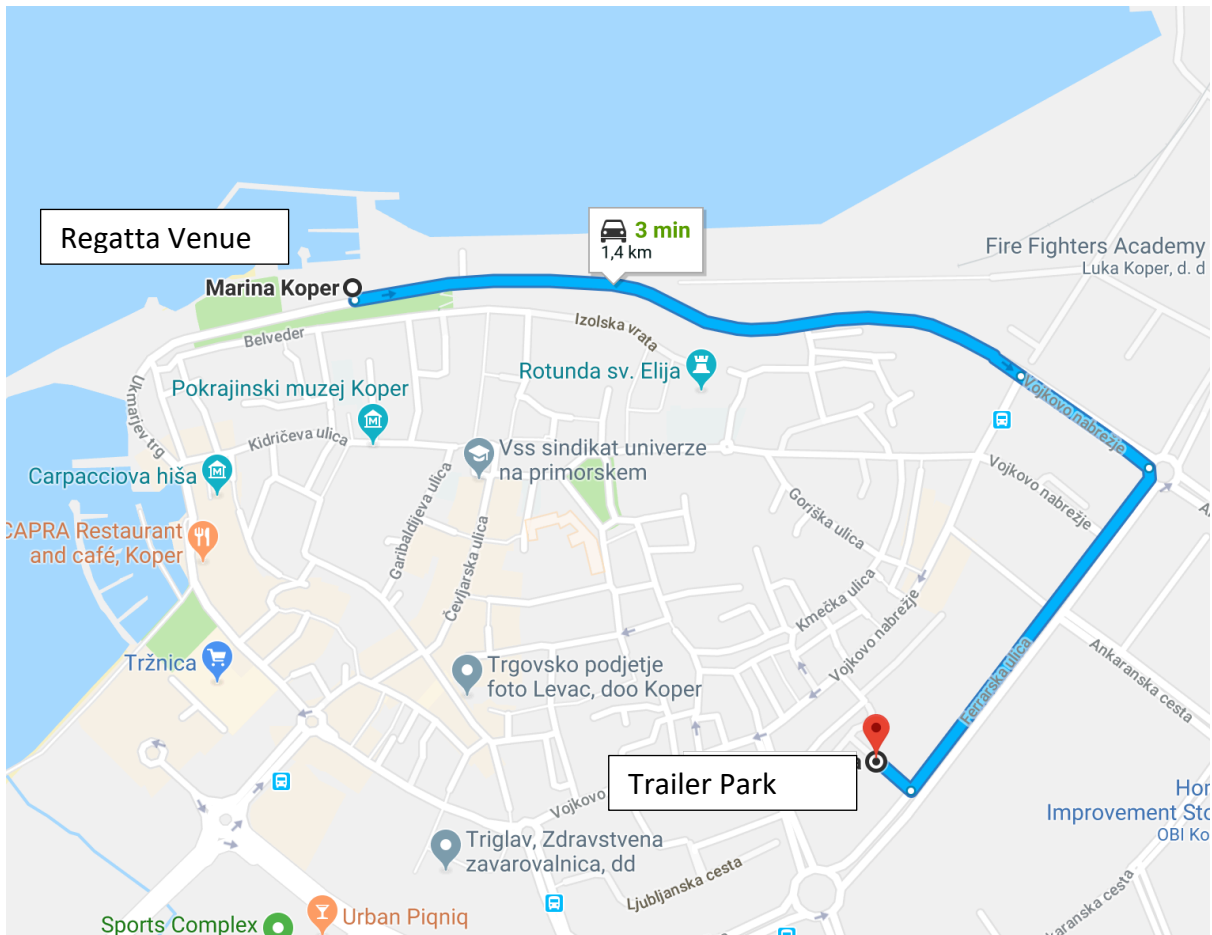 Regatta Venue
3 min
1,4 km
Fire Fighters Academy
Luka Koper, d. d
Marina Koper
Belveder
Izolska vrata
Ukmarjev trg
Rotunda sv. Elija
Pokrajinski muzej Koper
Vojkovo nabrežje
Kidričeva ulica
Vss sindikat univerze
na primorskem
Carpacciova hiša
Garibaldijeva ulica
Vojkovo nabrežje
Goriška ulica
CAPRA Restaurant
and café, Koper
Čevljarska ulica
Kmečka ulica
Vojkovo nabrežje
Ankaranska cesta
Tržnica
Trgovsko podjetje
foto Levac, doo Koper
Ferrarska ulica
Trailer Park
a
Vojkovo
Improvement Sto
OBI Ko
Triglav, Zdravstvena
zavarovalnica, dd
Ljubljanska cesta
karanska cesta
Sports Complex
Urban Piqniq